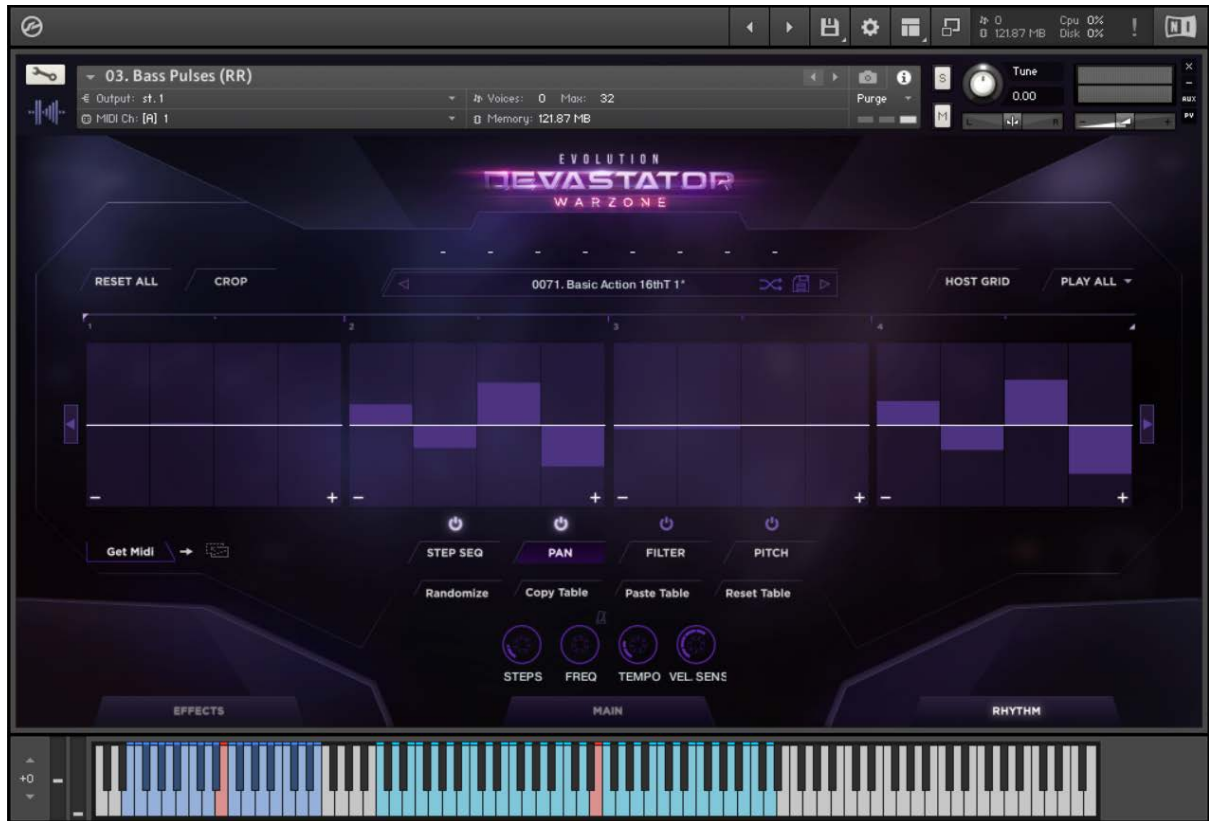 0 Cpu 0%
121.87 MB Disk 0% ! NI
03. Bass Pulses (RR)
Output: st.1 Voices: 0 Max: 32 Purge
MIDI Ch: [A] 1 Memory: 121.87 MB
S Tune
0.00
M L R - +
AUX
PV
EVOLUTION
DEVASTATOR
WARZONE
- - - - - - - -
RESET ALL CROP 0071. Basic Action 16thT 1* HOST GRID PLAY ALL
1 2 3 4
- + - + - + - +
Get Midi STEP SEQ PAN FILTER PITCH
Randomize Copy Table Paste Table Reset Table
STEPS FREQ TEMPO VEL. SENS
EFFECTS MAIN RHYTHM
+0